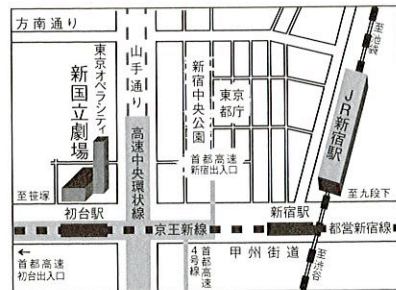 方南通り
至池袋
山手通り
東京オペラシティ
新国立劇場
新宿中央公園
東京
都庁
JR新宿駅
高速中央環状線
首都高速
新宿出入口
至笹塚
至九段下
初台駅
新宿駅
京王新線
都営新宿線
←
首都高速
初台出入口
首都高速
4号線
甲州街道
至渋谷